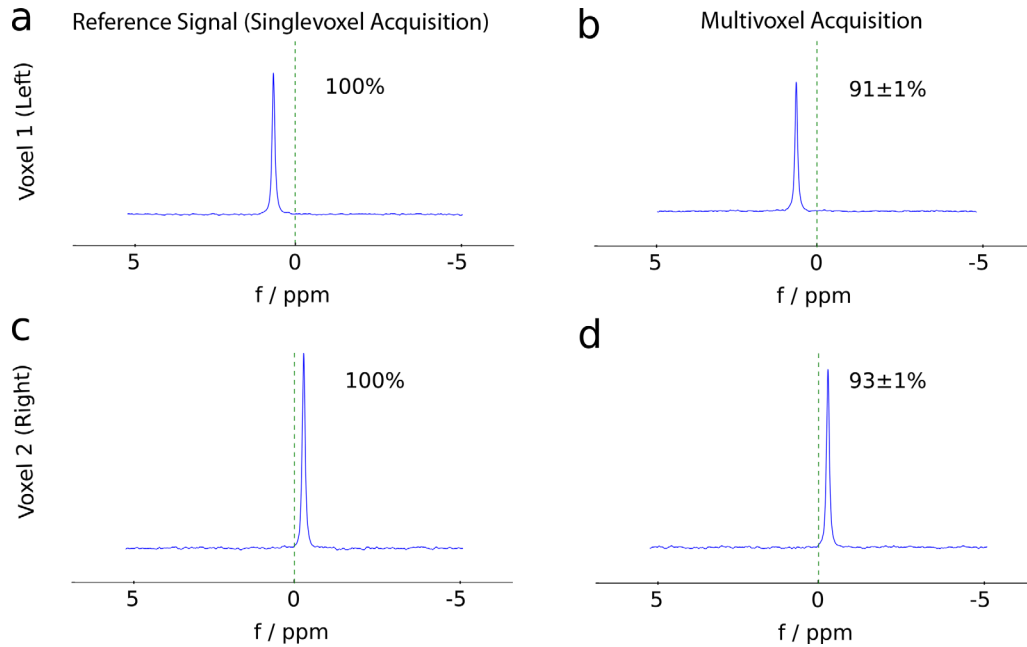 a
Reference Signal (Singlevoxel Acquisition)
b
Multivoxel Acquisition
Voxel 1 (Left)
100%
91±1%
5 0 -5
f / ppm
5 0 -5
f / ppm
c
d
Voxel 2 (Right)
100%
93±1%
5 0 -5
f / ppm
5 0 -5
f / ppm